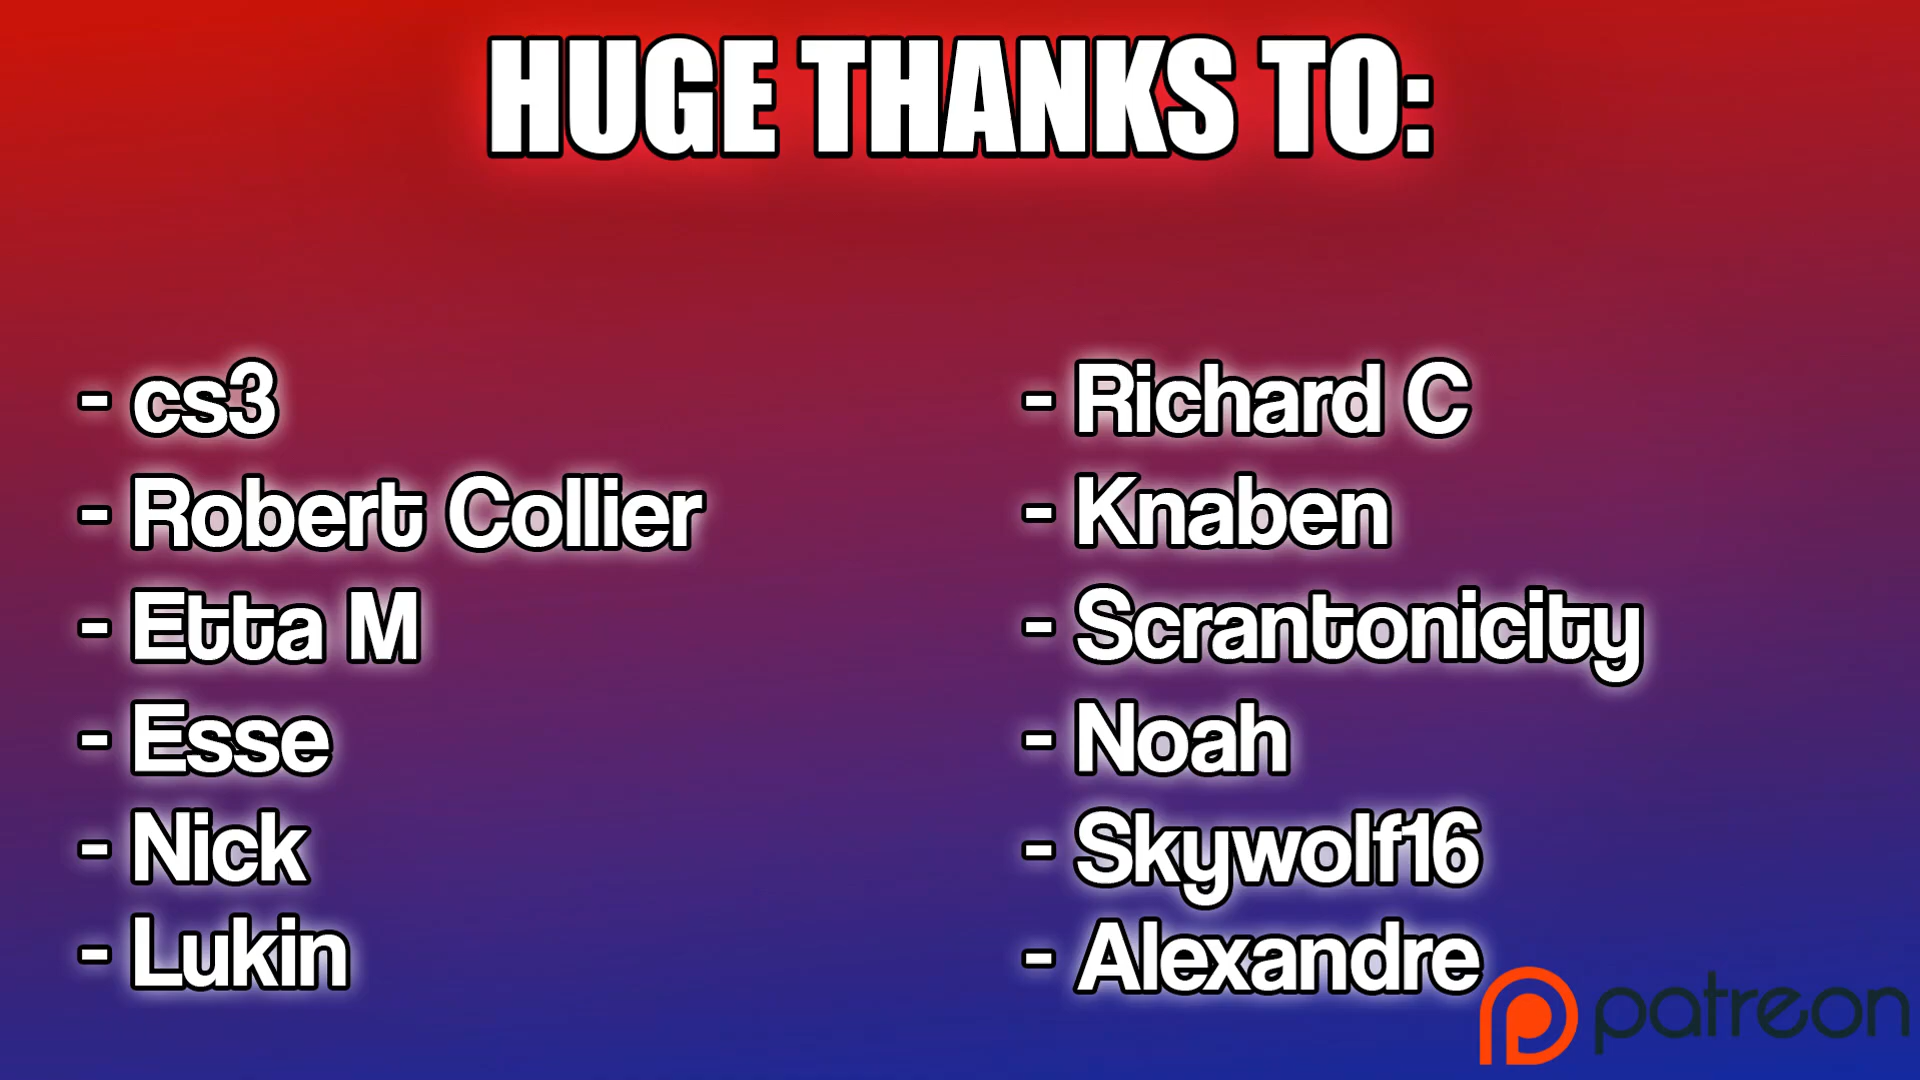 HUGE THANKS TO:
- cs3
- Robert Collier
- Etta M
- Esse
- Nick
- Lukin
- Richard C
- Knaben
- Scrantonicity
- Noah
- Skywolf16
- Alexandre
patreon